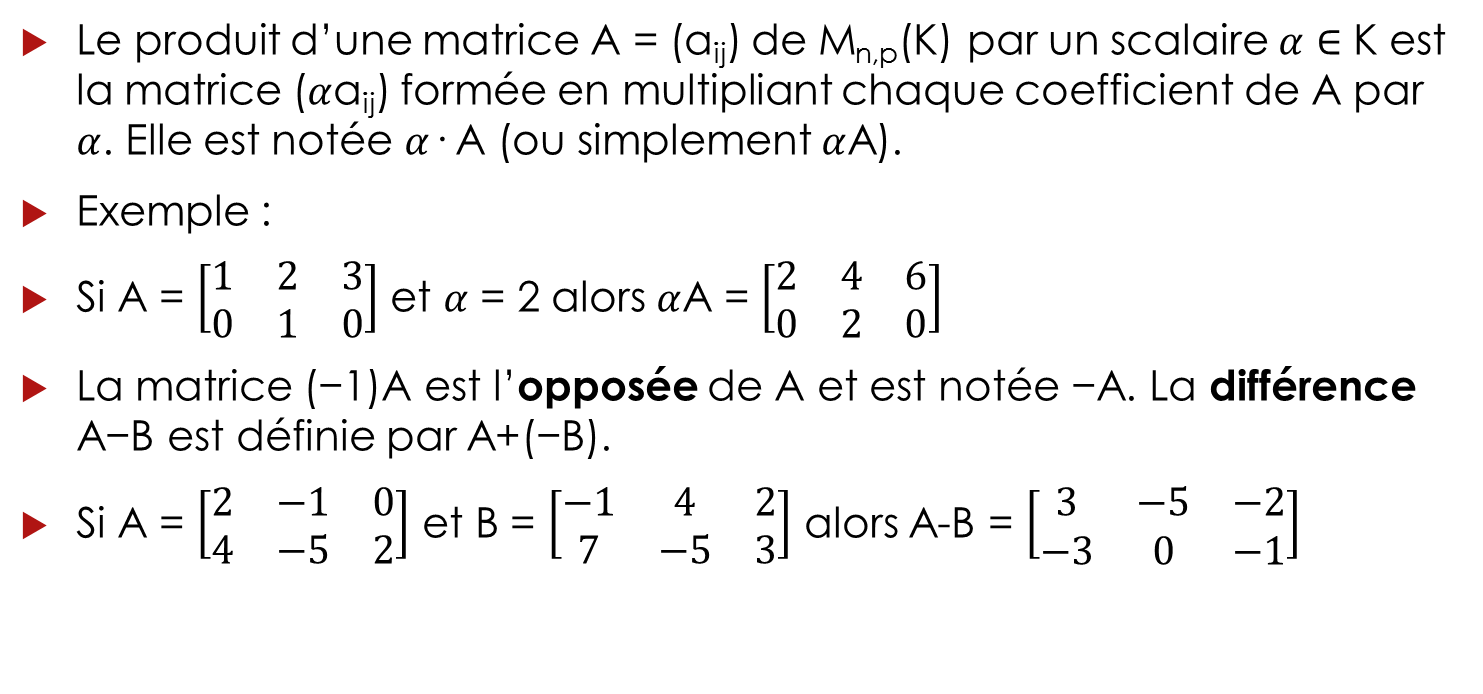 ► Le produit d’une matrice A = (aᵢⱼ) de Mₙ,ₚ(K) par un scalaire α ∈ K est
la matrice (αaᵢⱼ) formée en multipliant chaque coefficient de A par
α. Elle est notée α · A (ou simplement αA).
► Exemple :
► Si A = [1 2 3; 0 1 0] et α = 2 alors αA = [2 4 6; 0 2 0]
► La matrice (−1)A est l’opposée de A et est notée −A. La différence
A−B est définie par A+(−B).
► Si A = [2 −1 0; 4 −5 2] et B = [−1 4 2; 7 −5 3] alors A-B = [3 −5 −2; −3 0 −1]